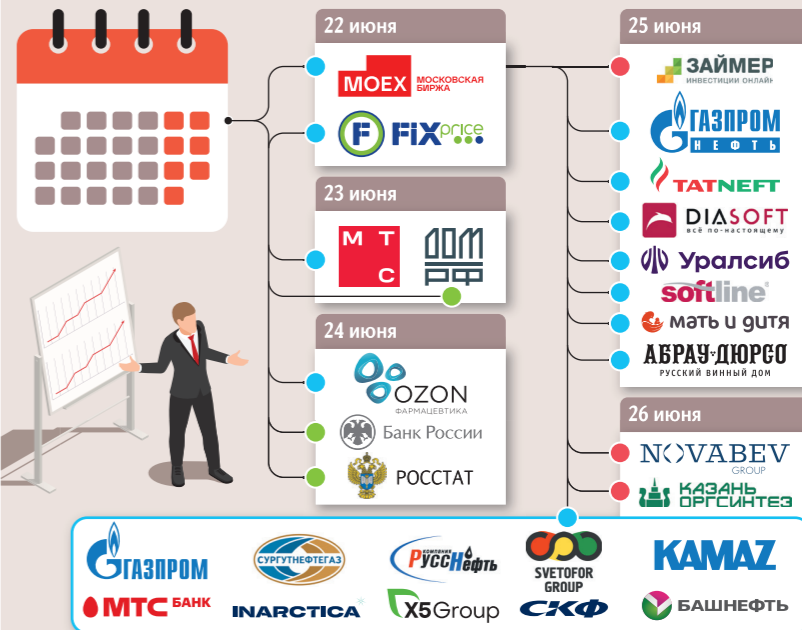 22 июня
MOEX МОСКОВСКАЯ
БИРЖА
F FIX price
23 июня
М Т
С
ДОМ
РФ
24 июня
OZON
ФАРМАЦЕВТИКА
Банк России
РОССТАТ
25 июня
ЗАЙМЕР
ИНВЕСТИЦИИ ОНЛАЙН
ГАЗПРОМ
НЕФТЬ
TATNEFT
DIASOFT
всё по-настоящему
Уралсиб
softline®
мать и дитя
АБРАУ-ДЮРСО
РУССКИЙ ВИННЫЙ ДОМ
26 июня
NOVABEV
GROUP
КАЗАНЬ
ОРГСИНТЕЗ
ГАЗПРОМ
СУРГУТНЕФТЕГАЗ
КОМПАНИЯ
РуссНефть
SVETOFOR
GROUP
KAMAZ
МТС БАНК
INARCTICA
X5Group
СКФ
БАШНЕФТЬ